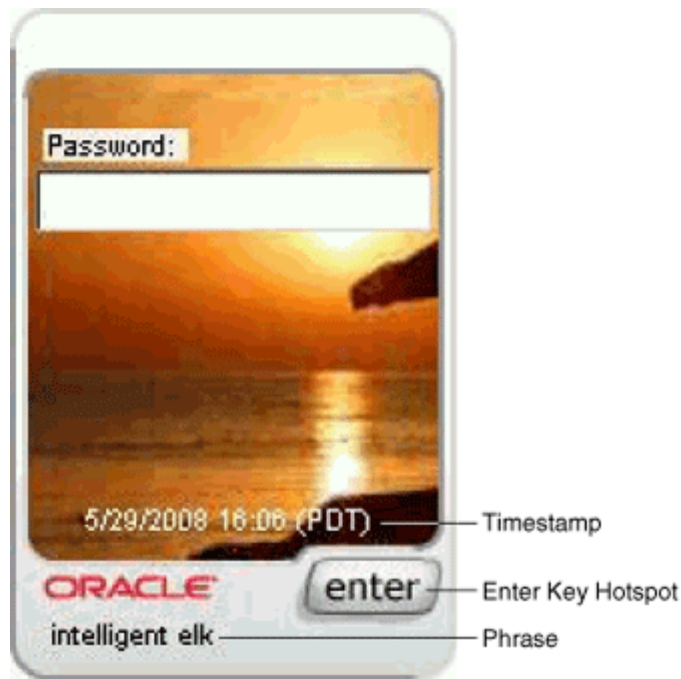 Password:
5/29/2008 16:06 (PDT)
Timestamp
ORACLE
enter
Enter Key Hotspot
intelligent elk
Phrase